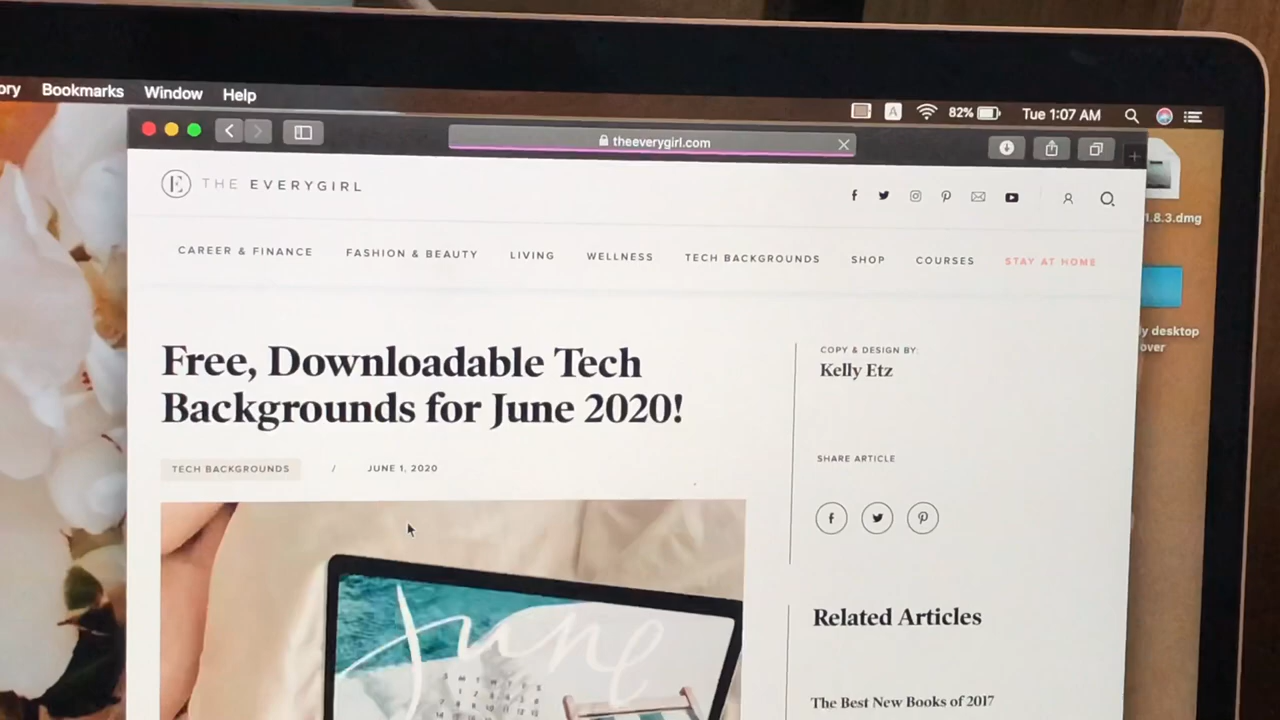 Bookmarks Window Help
A 82% Tue 1:07 AM
theeverygirl.com
E THE EVERYGIRL
1.8.3.dmg
CAREER & FINANCE FASHION & BEAUTY LIVING WELLNESS TECH BACKGROUNDS SHOP COURSES STAY AT HOME
desktop
over
Free, Downloadable Tech
Backgrounds for June 2020!
COPY & DESIGN BY:
Kelly Etz
TECH BACKGROUNDS / JUNE 1, 2020
SHARE ARTICLE
June
S M T W T F S
Related Articles
The Best New Books of 2017